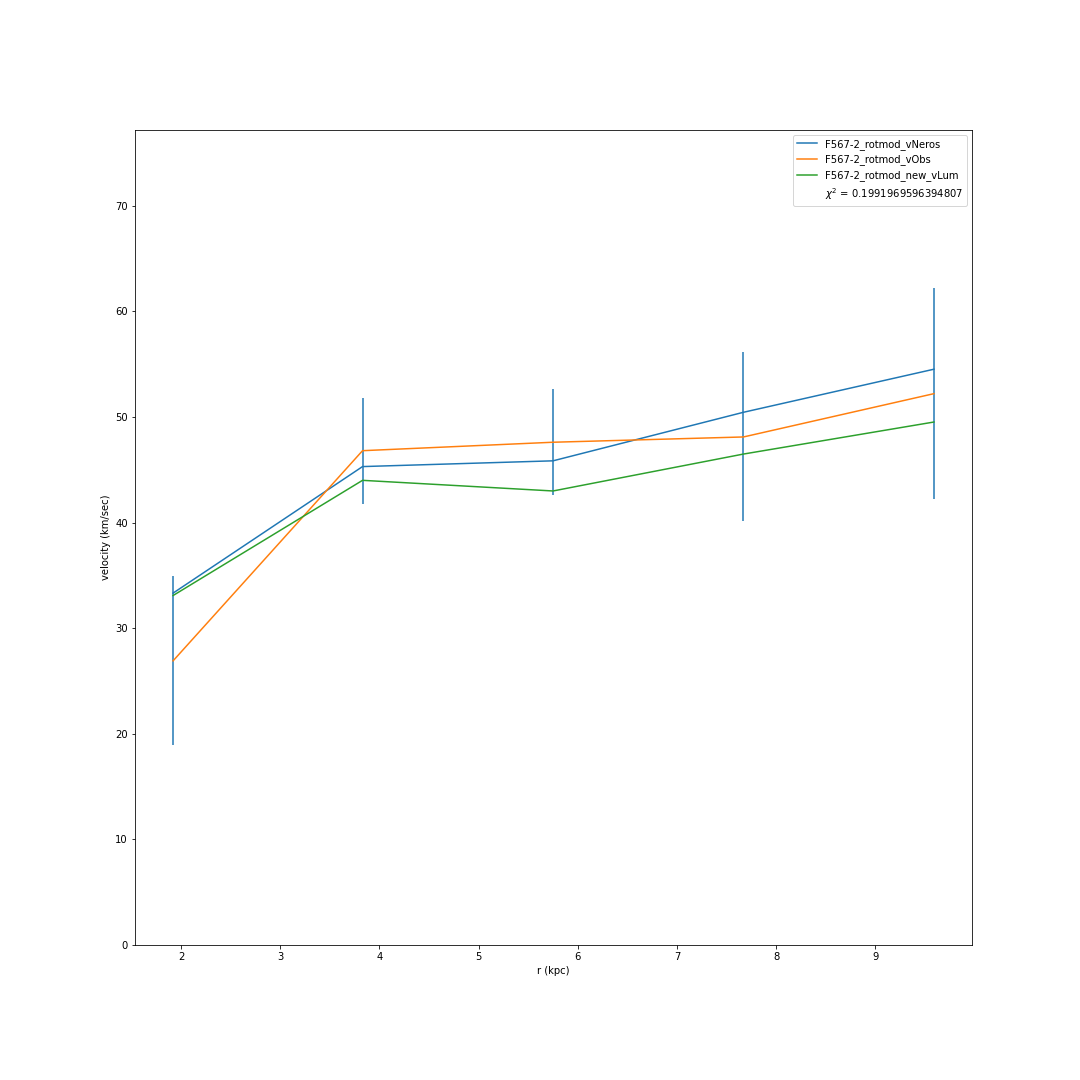 F567-2_rotmod_vNeros
F567-2_rotmod_vObs
F567-2_rotmod_new_vLum
χ² = 0.1991969596394807
70
60
50
40
30
20
10
0
velocity (km/sec)
2 3 4 5 6 7 8 9
r (kpc)